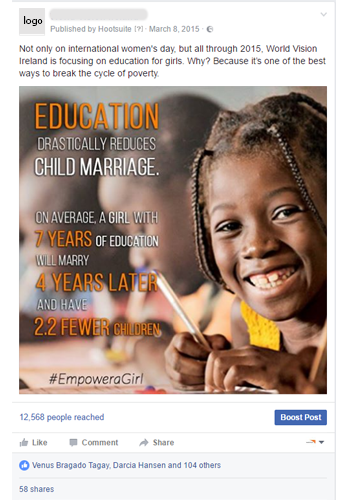 logo
Published by Hootsuite [?] · March 8, 2015 ·
Not only on international women's day, but all through 2015, World Vision
Ireland is focusing on education for girls. Why? Because it's one of the best
ways to break the cycle of poverty.
EDUCATION
DRASTICALLY REDUCES
CHILD MARRIAGE.
ON AVERAGE, A GIRL WITH
7 YEARS OF EDUCATION
WILL MARRY
4 YEARS LATER
AND HAVE
2.2 FEWER CHILDREN
#EmpoweraGirl
12,568 people reached
Boost Post
Like Comment Share
Venus Bragado Tagay, Darcia Hansen and 104 others
58 shares